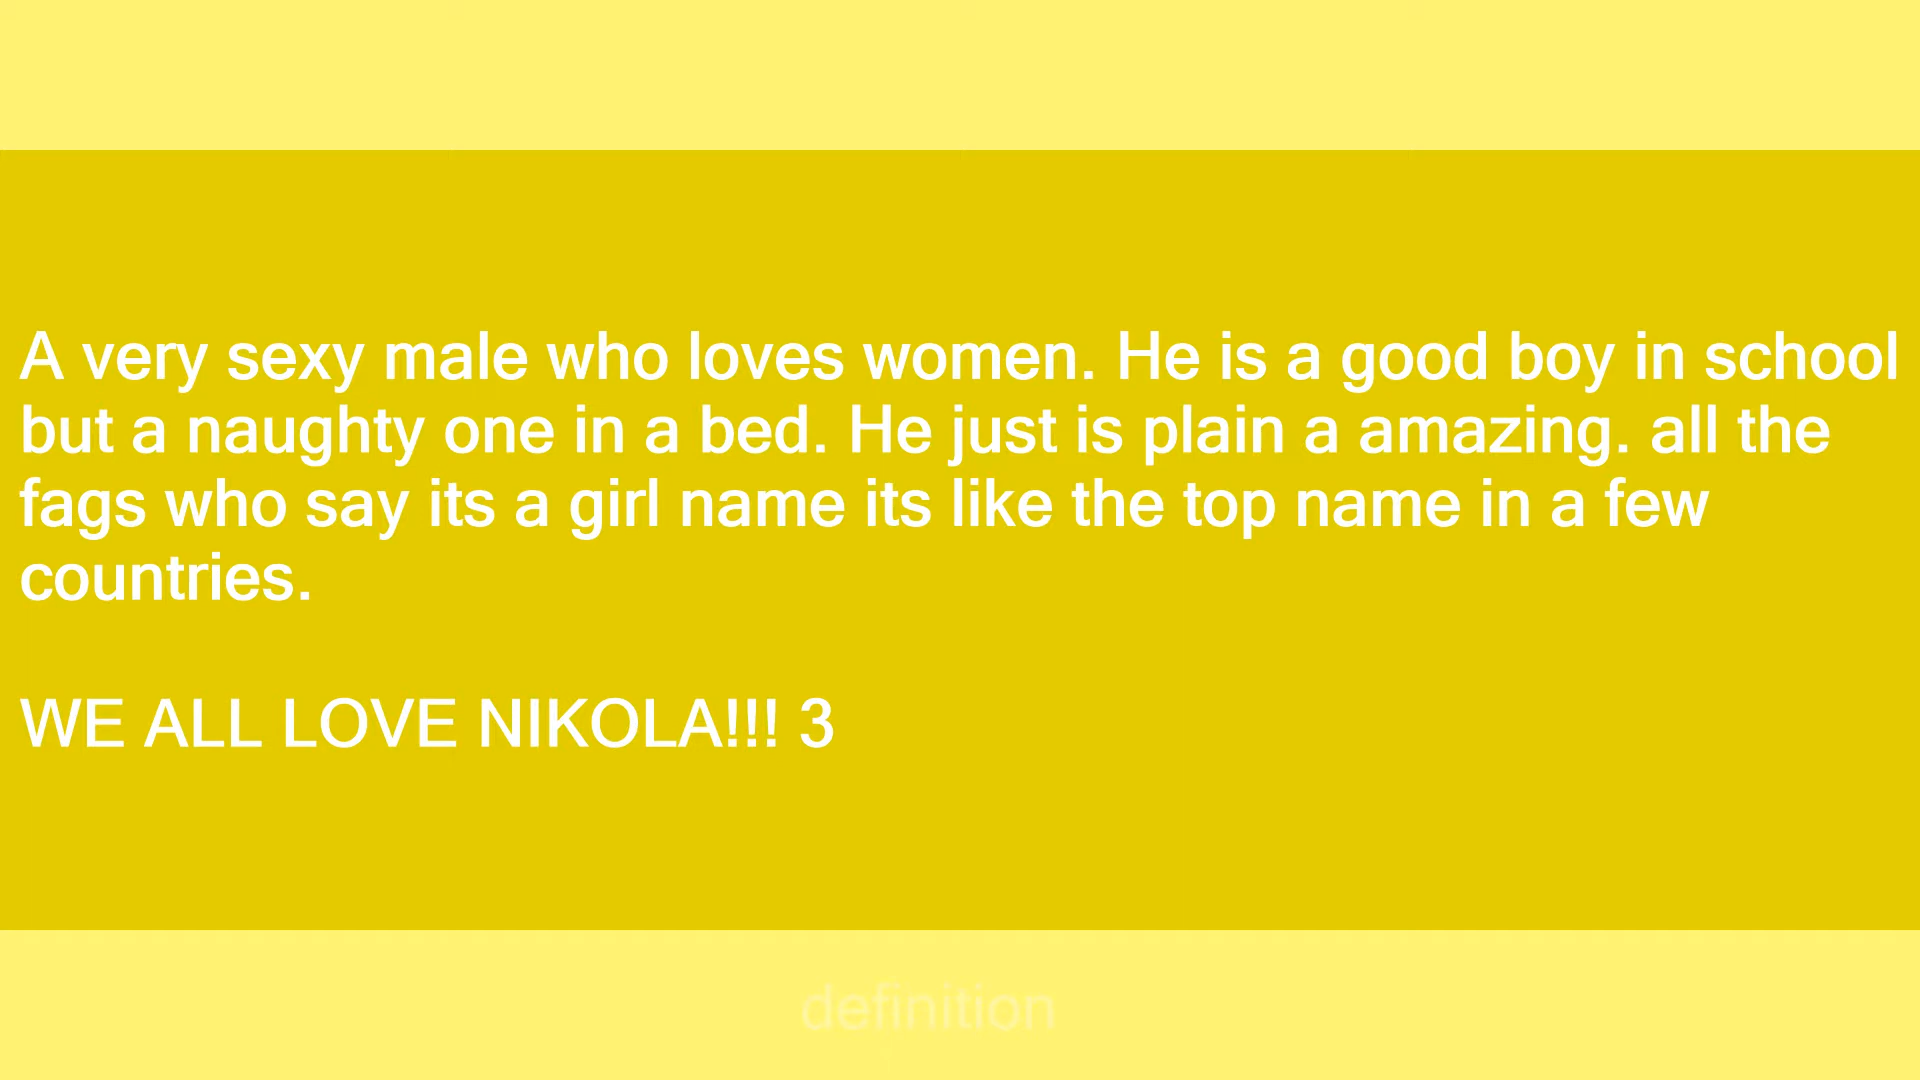 A very sexy male who loves women. He is a good boy in school
but a naughty one in a bed. He just is plain a amazing. all the
fags who say its a girl name its like the top name in a few
countries.
WE ALL LOVE NIKOLA!!! 3
definition